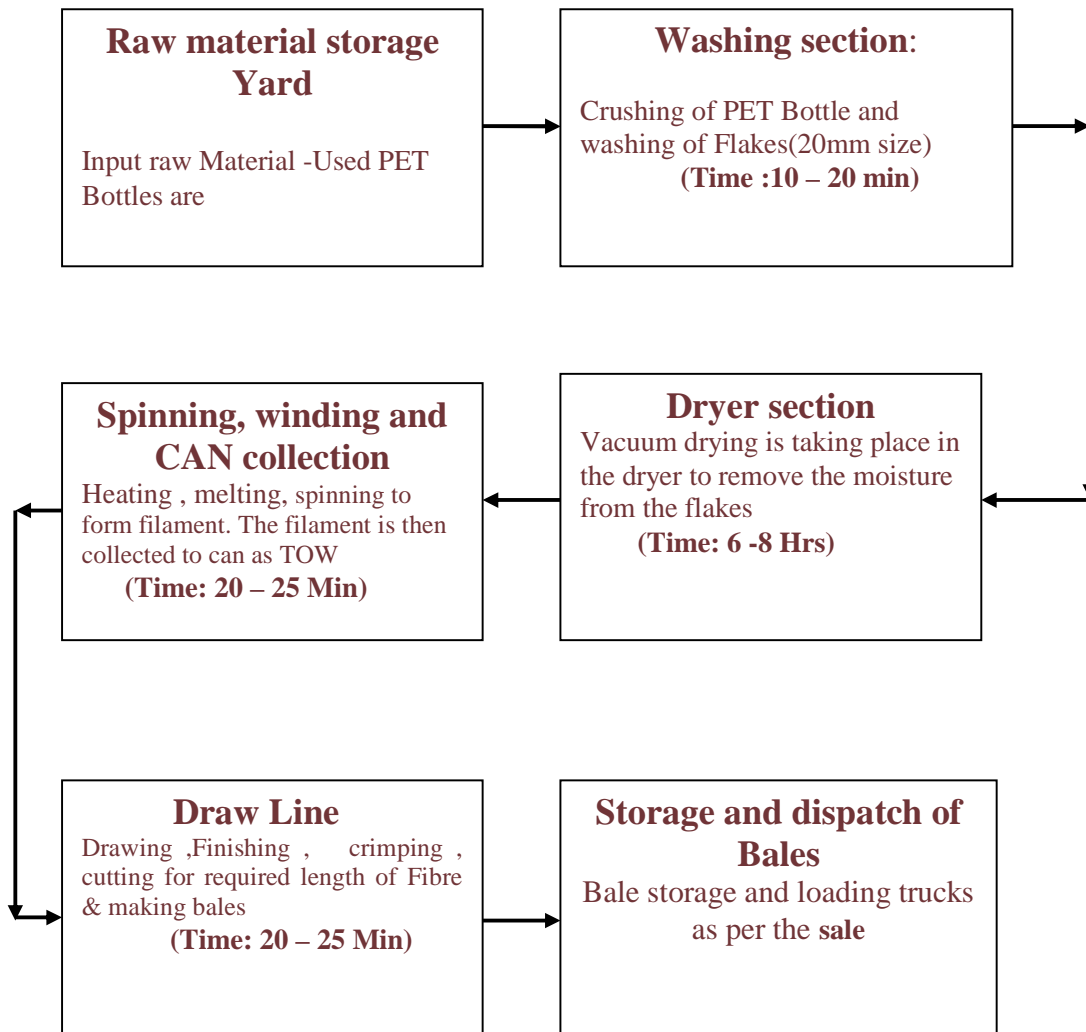 Raw material storage
Yard
Input raw Material -Used PET
Bottles are
Washing section:
Crushing of PET Bottle and
washing of Flakes(20mm size)
(Time :10 – 20 min)
Dryer section
Vacuum drying is taking place in
the dryer to remove the moisture
from the flakes
(Time: 6 -8 Hrs)
Spinning, winding and
CAN collection
Heating , melting, spinning to
form filament. The filament is then
collected to can as TOW
(Time: 20 – 25 Min)
Draw Line
Drawing ,Finishing , crimping ,
cutting for required length of Fibre
& making bales
(Time: 20 – 25 Min)
Storage and dispatch of
Bales
Bale storage and loading trucks
as per the sale